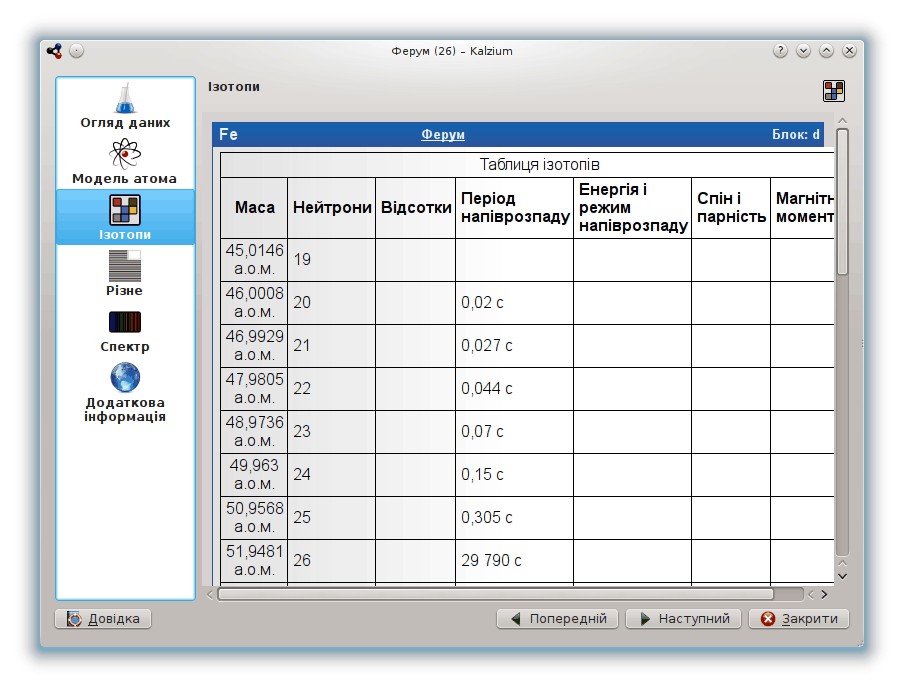 Ферум (26) – Kalzium
Огляд даних
Модель атома
Ізотопи
Різне
Спектр
Додаткова
інформація
Ізотопи
Fe Ферум Блок: d
Таблиця ізотопів
Маса Нейтрони Відсотки Період напіврозпаду Енергія і режим напіврозпаду Спін і парність Магнітн момент
45,0146 а.о.м. 19
46,0008 а.о.м. 20 0,02 с
46,9929 а.о.м. 21 0,027 с
47,9805 а.о.м. 22 0,044 с
48,9736 а.о.м. 23 0,07 с
49,963 а.о.м. 24 0,15 с
50,9568 а.о.м. 25 0,305 с
51,9481 а.о.м. 26 29 790 с
Довідка Попередній Наступний Закрити